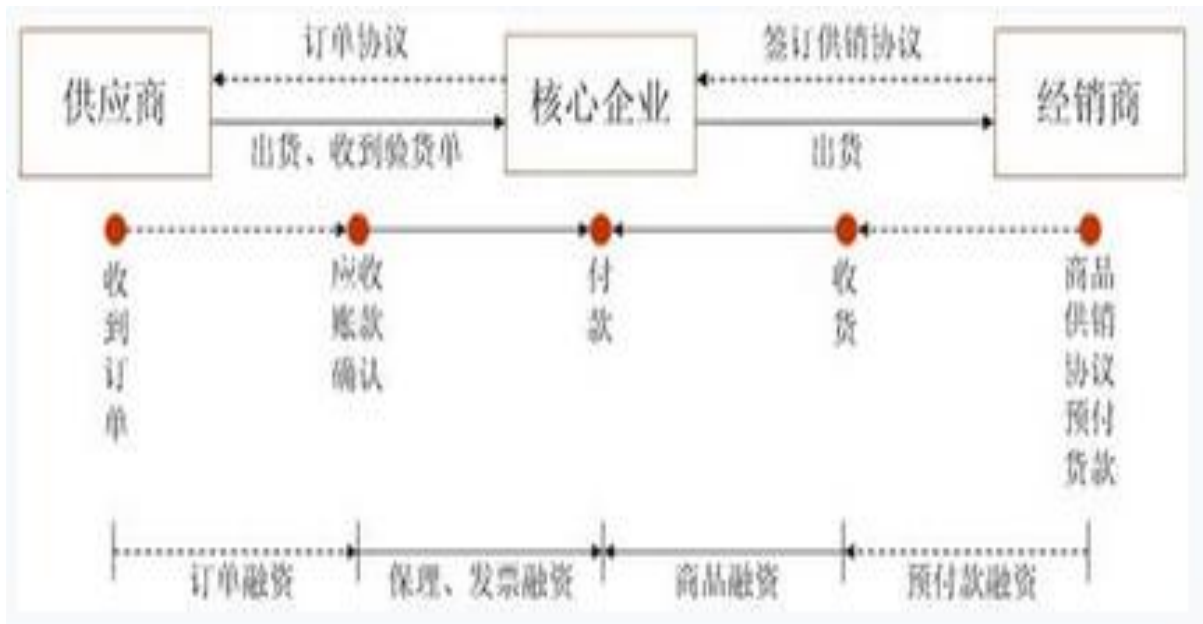 订单协议
签订供销协议
供应商
核心企业
经销商
出货、收到验货单
出货
收到订单
应收账款确认
付款
收货
商品供销协议预付货款
订单融资
保理、发票融资
商品融资
预付款融资